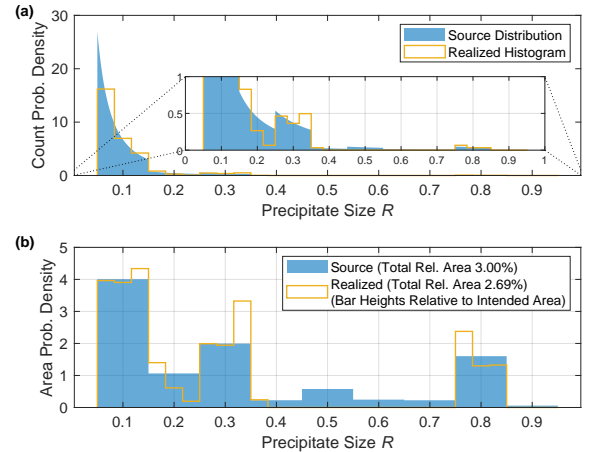 (a)
30
20
10
0
Count Prob. Density
Source Distribution
Realized Histogram
1
0.5
0
0 0.1 0.2 0.3 0.4 0.5 0.6 0.7 0.8 0.9 1
0.1 0.2 0.3 0.4 0.5 0.6 0.7 0.8 0.9
Precipitate Size R
(b)
5
4
3
2
1
0
Area Prob. Density
Source (Total Rel. Area 3.00%)
Realized (Total Rel. Area 2.69%)
(Bar Heights Relative to Intended Area)
0.1 0.2 0.3 0.4 0.5 0.6 0.7 0.8 0.9
Precipitate Size R